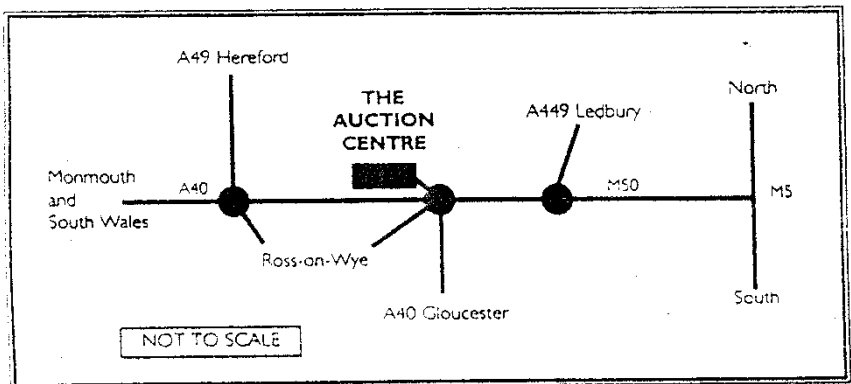 A49 Hereford
THE
AUCTION
CENTRE
A449 Ledbury
North
Monmouth
and
South Wales
A40
M50
M5
Ross-on-Wye
A40 Gloucester
South
NOT TO SCALE